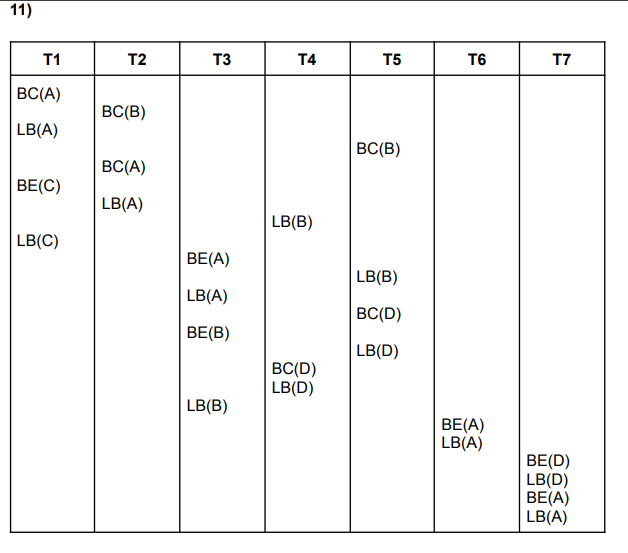 11)
T1 T2 T3 T4 T5 T6 T7
BC(A)
BC(B)
LB(A)
BC(B)
BC(A)
BE(C)
LB(A)
LB(B)
LB(C)
BE(A)
LB(B)
LB(A)
BC(D)
BE(B)
LB(D)
BC(D)
LB(D)
LB(B)
BE(A)
LB(A)
BE(D)
LB(D)
BE(A)
LB(A)